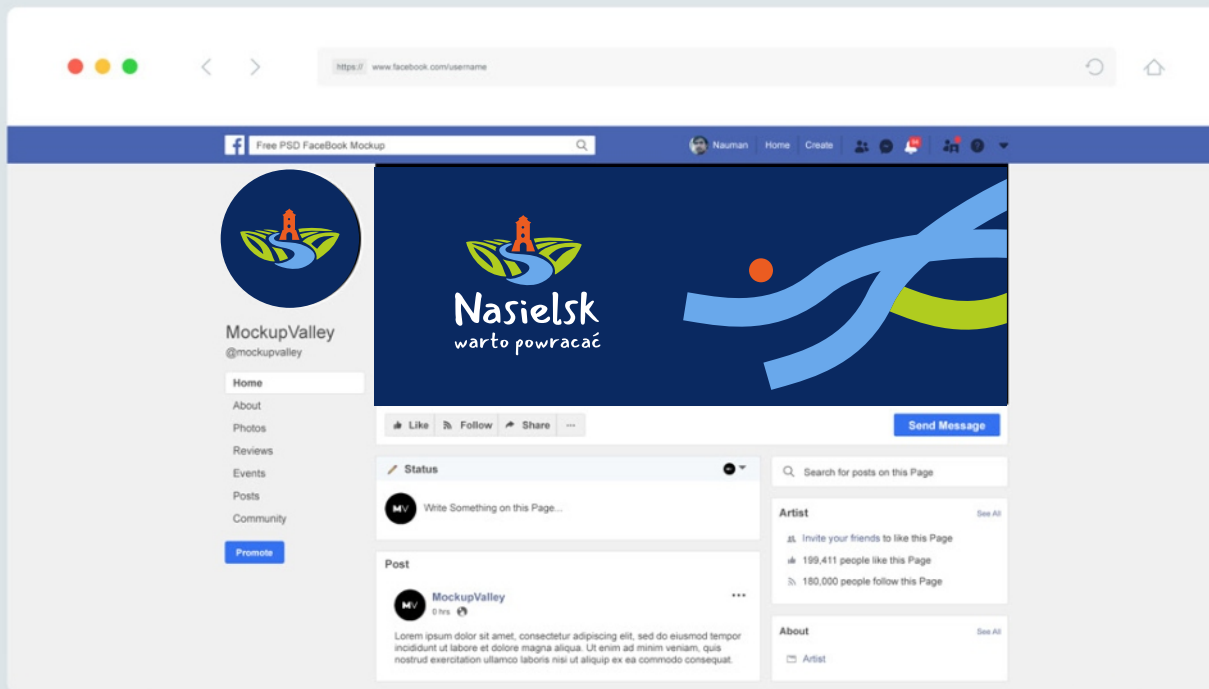 https:// www.facebook.com/username
f Free PSD FaceBook Mockup
Nauman Home Create
Nasielsk
warto powracać
MockupValley
@mockupvalley
Home
About
Photos
Reviews
Events
Posts
Community
Promote
Like Follow Share ...
Send Message
Status
MV Write Something on this Page...
Post
MV MockupValley
0 hrs
Lorem ipsum dolor sit amet, consectetur adipiscing elit, sed do eiusmod tempor
incididunt ut labore et dolore magna aliqua. Ut enim ad minim veniam, quis
nostrud exercitation ullamco laboris nisi ut aliquip ex ea commodo consequat.
Search for posts on this Page
Artist See All
Invite your friends to like this Page
199,411 people like this Page
180,000 people follow this Page
About See All
Artist